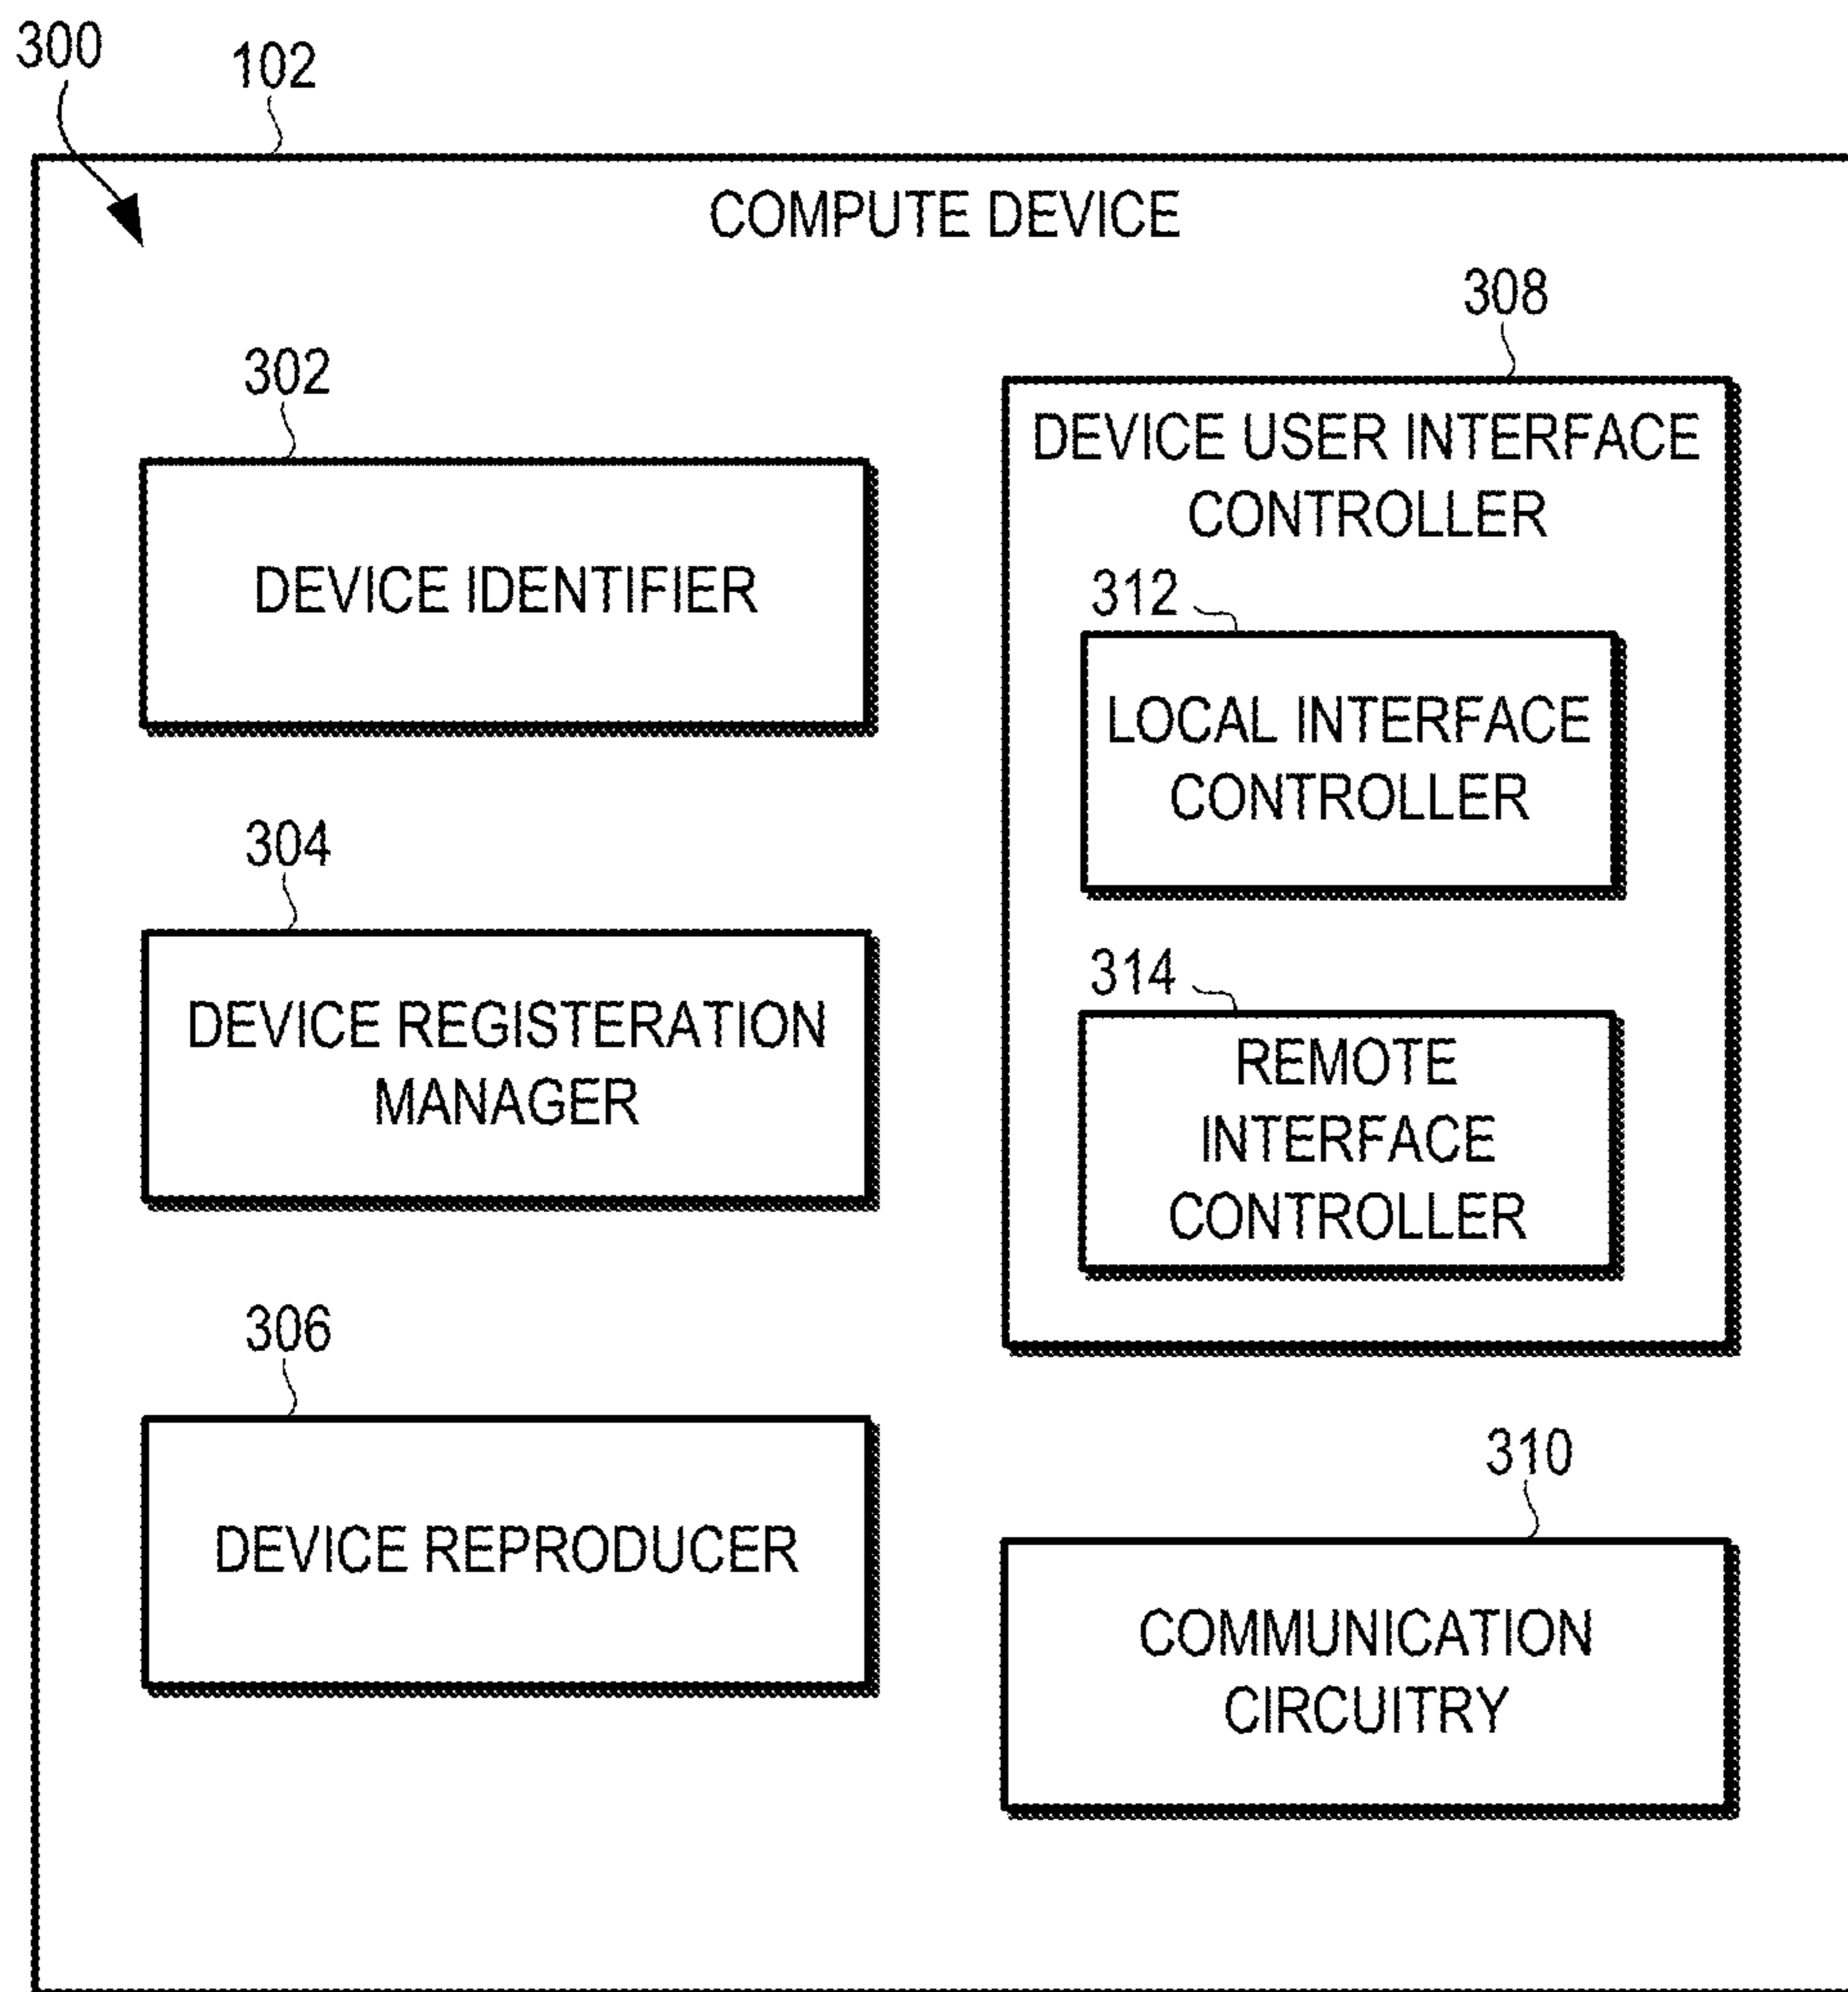 300
102
COMPUTE DEVICE
302
DEVICE IDENTIFIER
304
DEVICE REGISTERATION
MANAGER
306
DEVICE REPRODUCER
308
DEVICE USER INTERFACE
CONTROLLER
312
LOCAL INTERFACE
CONTROLLER
314
REMOTE
INTERFACE
CONTROLLER
310
COMMUNICATION
CIRCUITRY